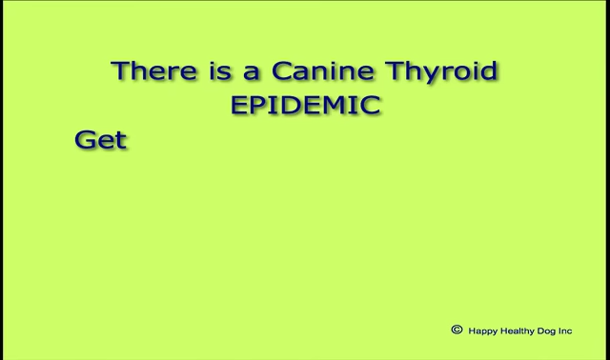 There is a Canine Thyroid
EPIDEMIC
Get
© Happy Healthy Dog Inc